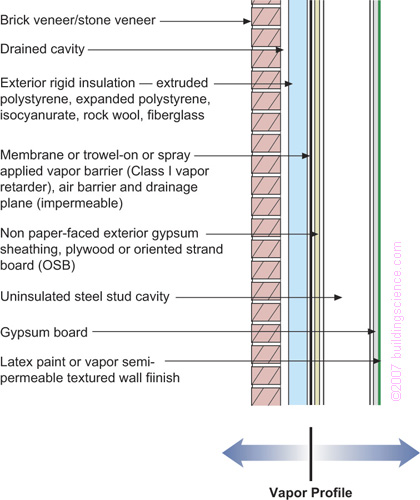 Brick veneer/stone veneer
Drained cavity
Exterior rigid insulation — extruded
polystyrene, expanded polystyrene,
isocyanurate, rock wool, fiberglass
Membrane or trowel-on or spray
applied vapor barrier (Class I vapor
retarder), air barrier and drainage
plane (impermeable)
Non paper-faced exterior gypsum
sheathing, plywood or oriented strand
board (OSB)
Uninsulated steel stud cavity
Gypsum board
Latex paint or vapor semi-
permeable textured wall fiinish
©2007 buildingscience.com
Vapor Profile